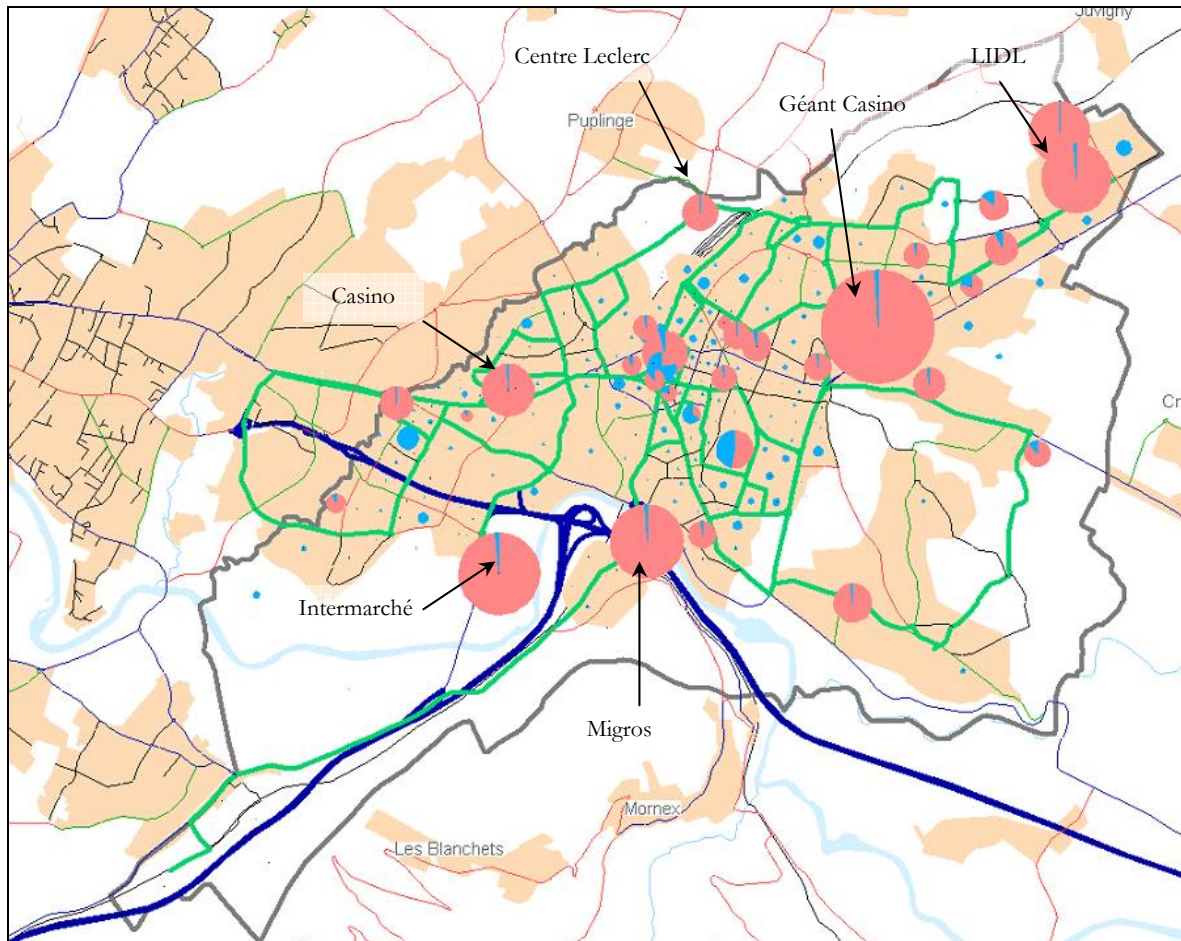 Juvigny
Centre Leclerc
LIDL
Géant Casino
Puplinge
Casino
Cr
Intermarché
Migros
Mornex
Les Blanchets